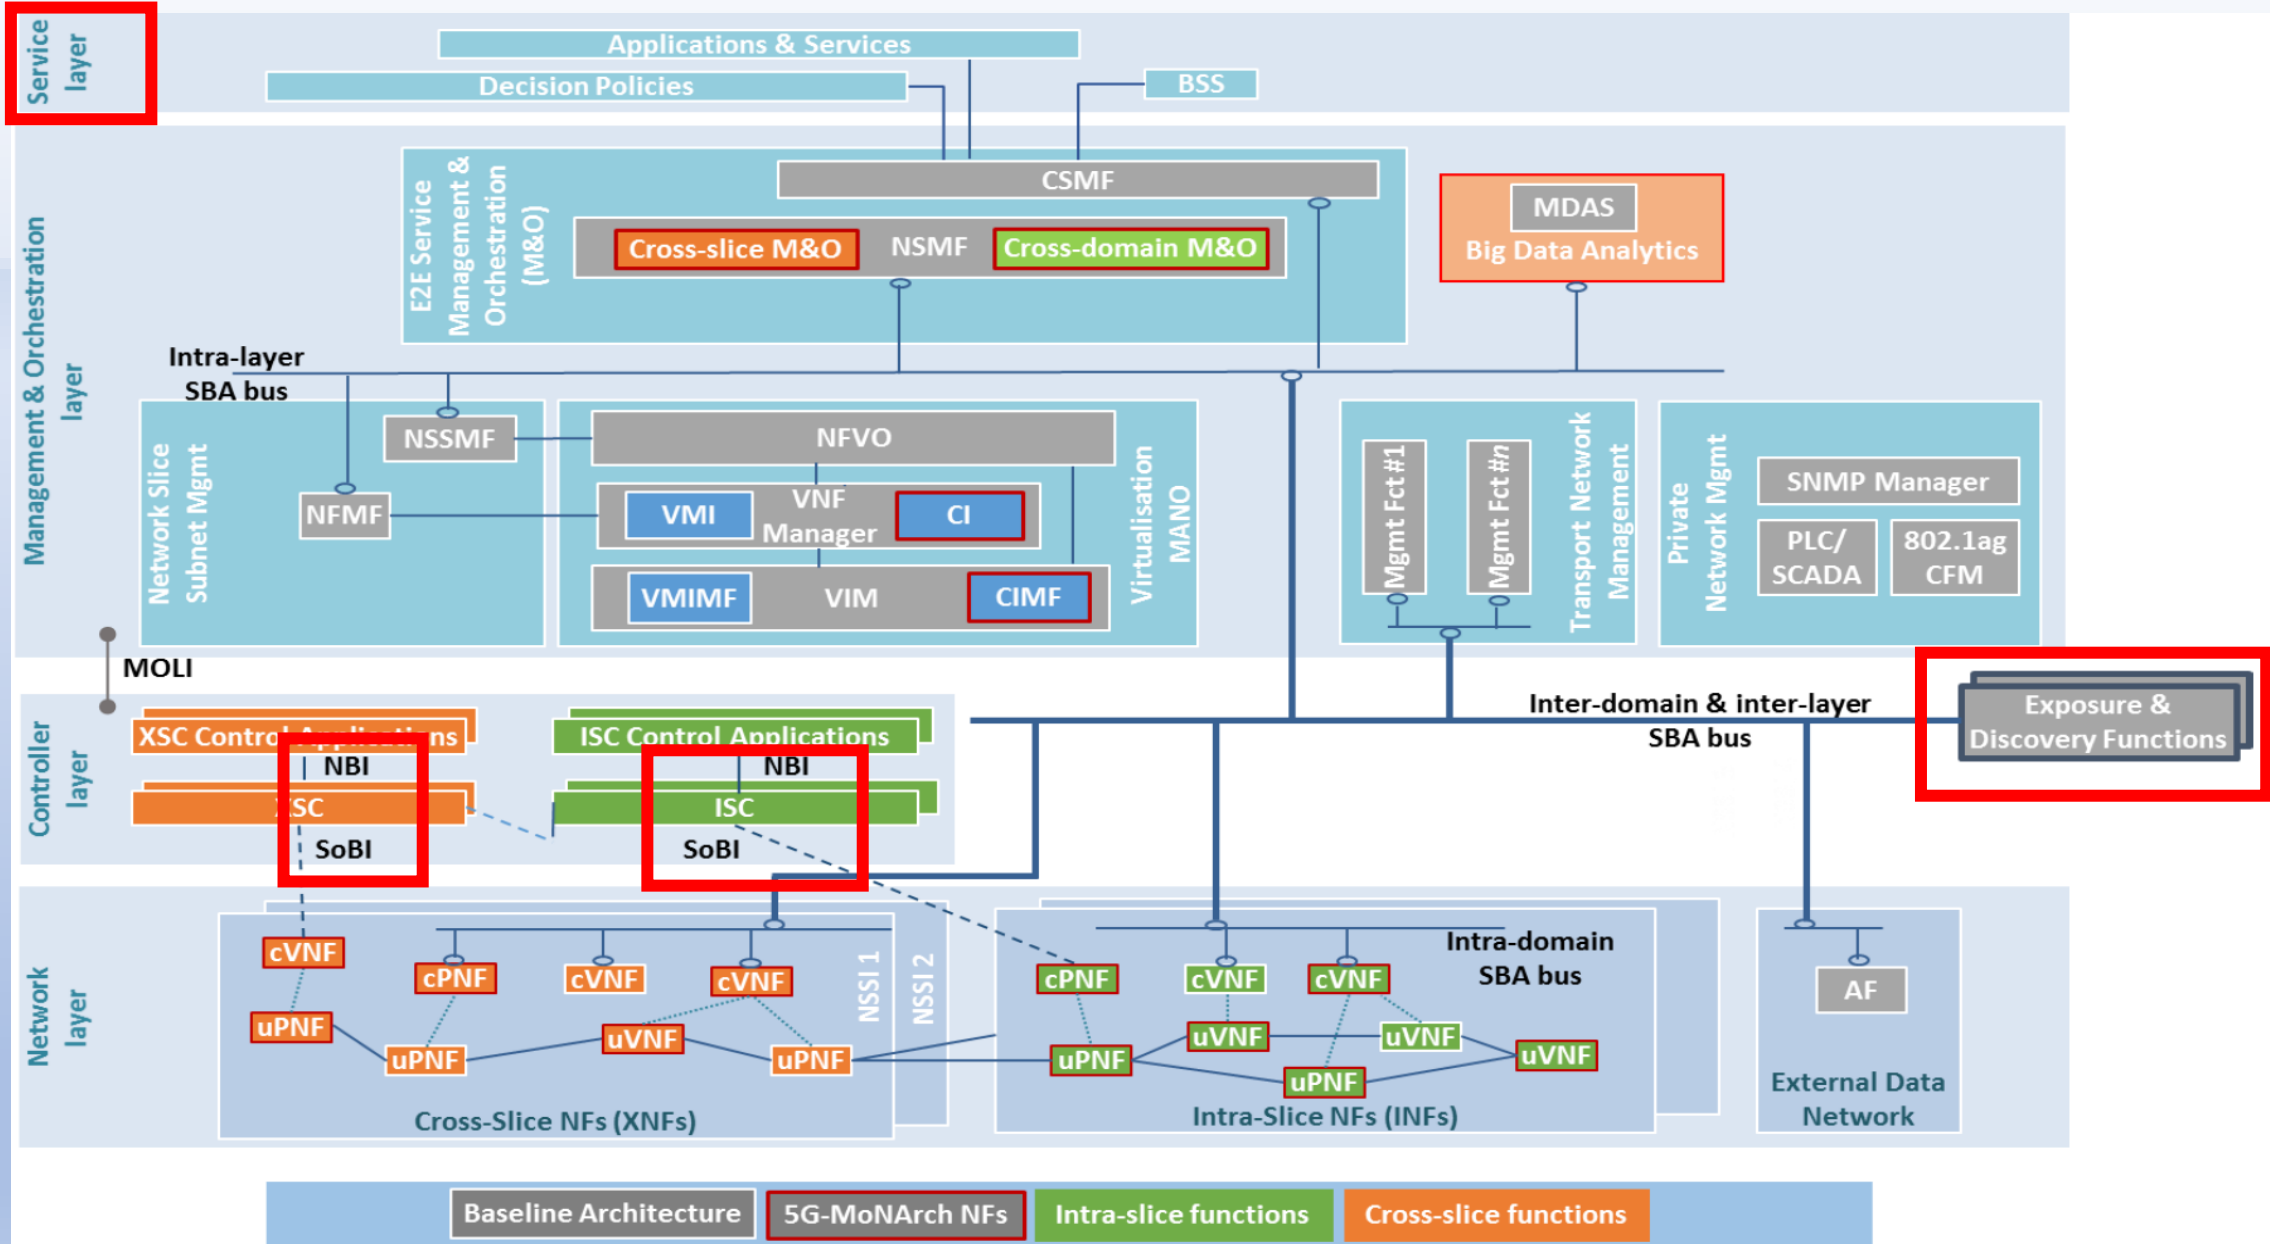 Service
layer
Applications & Services
Decision Policies
BSS
Management & Orchestration
layer
E2E Service
Management &
Orchestration
(M&O)
CSMF
Cross-slice M&O
NSMF
Cross-domain M&O
MDAS
Big Data Analytics
Intra-layer
SBA bus
Network Slice
Subnet Mgmt
NSSMF
NFMF
NFVO
VMI
VNF
Manager
CI
VMIMF
VIM
CIMF
Virtualisation
MANO
Mgmt Fct #1
Mgmt Fct #n
Transport Network
Management
Private
Network Mgmt
SNMP Manager
PLC/
SCADA
802.1ag
CFM
MOLI
Controller
layer
XSC Control Applications
NBI
XSC
SoBI
ISC Control Applications
NBI
ISC
SoBI
Inter-domain & inter-layer
SBA bus
Exposure &
Discovery Functions
Network
layer
cVNF
cPNF
cVNF
cVNF
uPNF
uPNF
uVNF
uPNF
NSSI 1
NSSI 2
Cross-Slice NFs (XNFs)
Intra-domain
SBA bus
cPNF
cVNF
cVNF
uPNF
uVNF
uPNF
uVNF
uVNF
Intra-Slice NFs (INFs)
AF
External Data
Network
Baseline Architecture
5G-MoNArch NFs
Intra-slice functions
Cross-slice functions